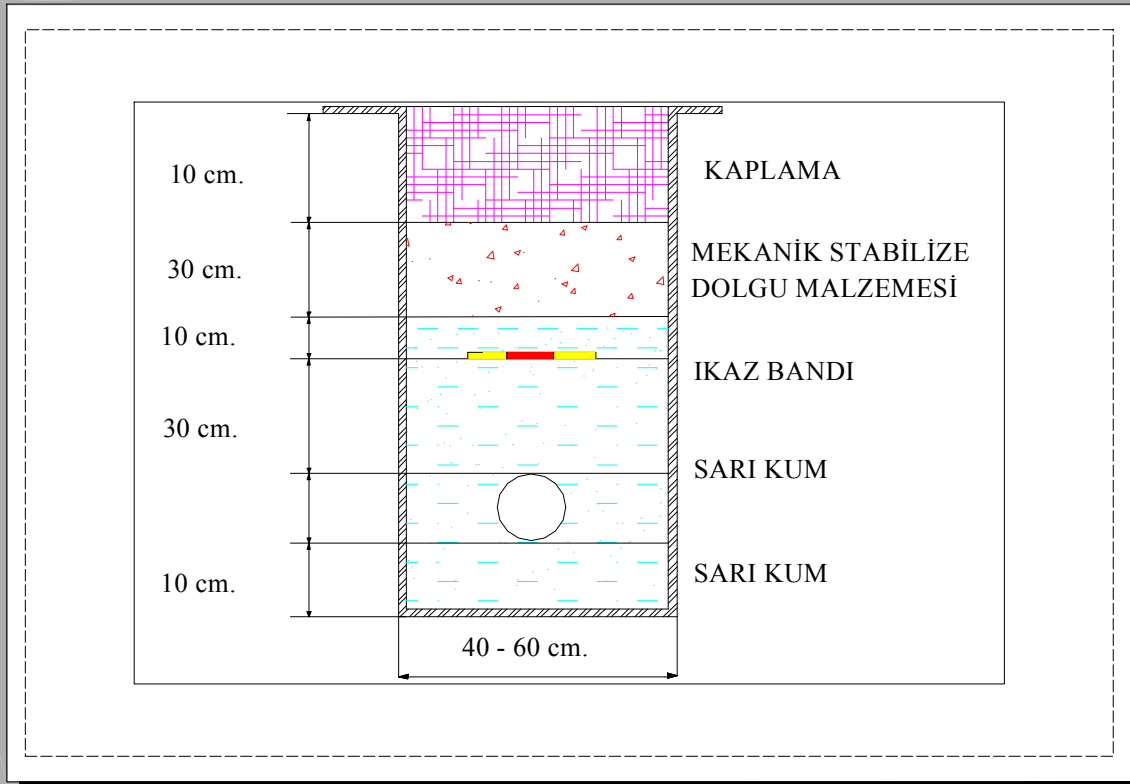 10 cm.
KAPLAMA
30 cm.
MEKANİK STABİLİZE
DOLGU MALZEMESİ
10 cm.
IKAZ BANDI
30 cm.
SARI KUM
10 cm.
SARI KUM
40 - 60 cm.